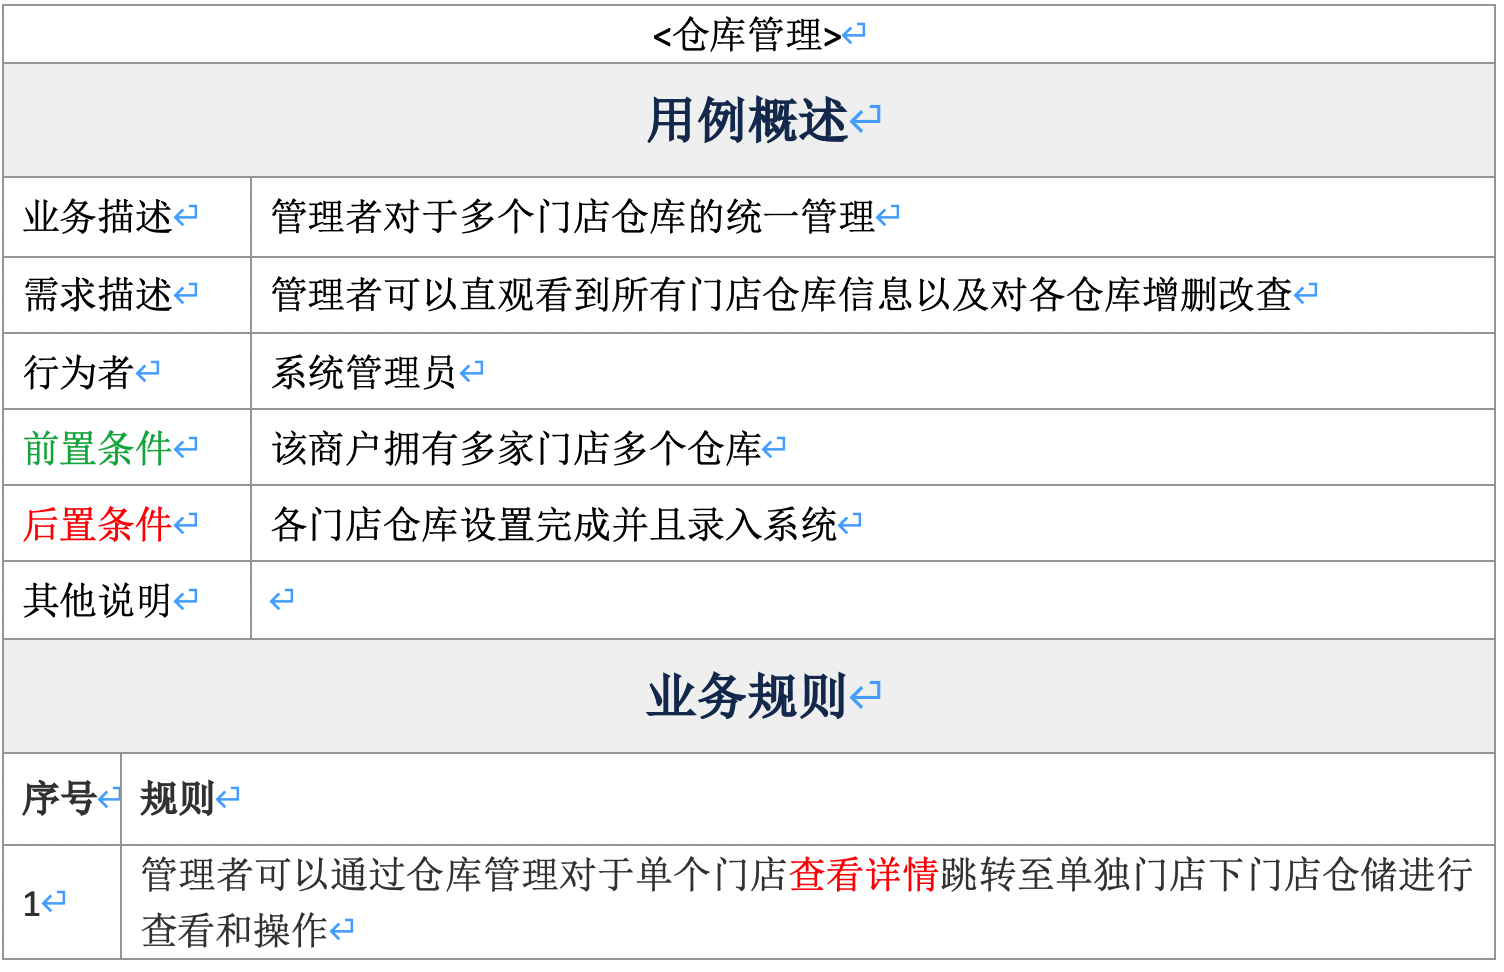 <仓库管理>
用例概述
业务描述 管理者对于多个门店仓库的统一管理
需求描述 管理者可以直观看到所有门店仓库信息以及对各仓库增删改查
行为者 系统管理员
前置条件 该商户拥有多家门店多个仓库
后置条件 各门店仓库设置完成并且录入系统
其他说明
业务规则
序号 规则
1 管理者可以通过仓库管理对于单个门店查看详情跳转至单独门店下门店仓储进行
查看和操作